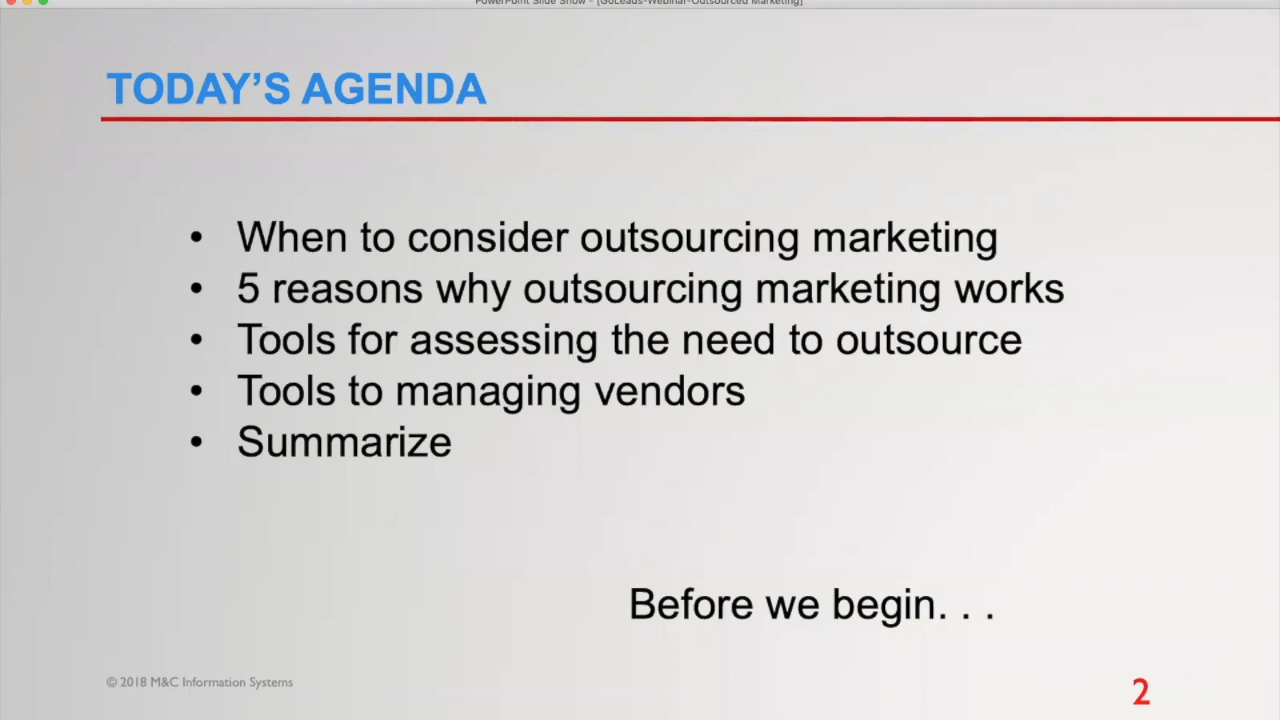 PowerPoint Slide Show - [GoLeads-Webinar-Outsourced Marketing]
TODAY'S AGENDA
• When to consider outsourcing marketing
• 5 reasons why outsourcing marketing works
• Tools for assessing the need to outsource
• Tools to managing vendors
• Summarize
Before we begin. . .
© 2018 M&C Information Systems
2